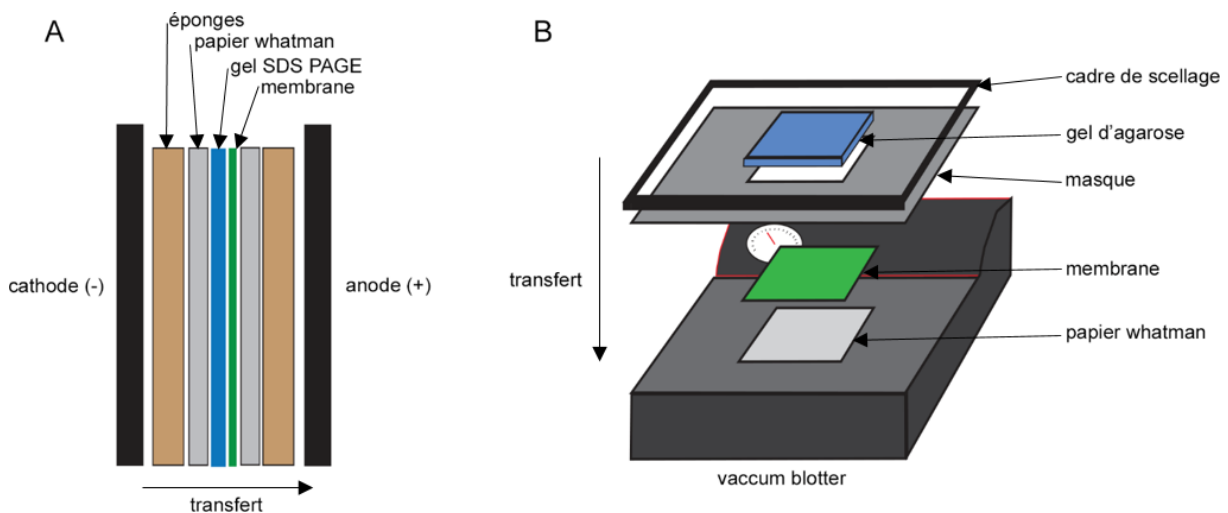 A
éponges
papier whatman
gel SDS PAGE
membrane
cathode (-)
anode (+)
transfert
B
cadre de scellage
gel d'agarose
masque
transfert
membrane
papier whatman
vaccum blotter